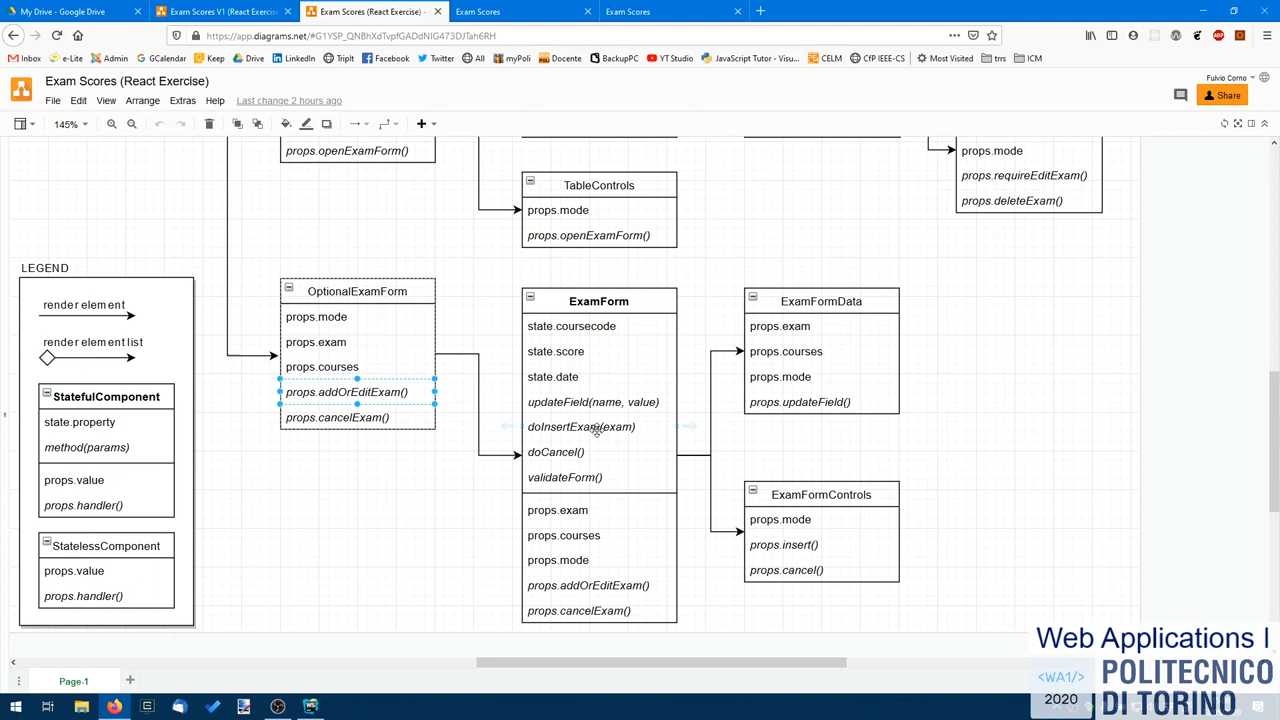 My Drive - Google Drive
Exam Scores V1 (React Exercise
Exam Scores (React Exercise) -
Exam Scores
Exam Scores
https://app.diagrams.net/#G1YSP_QNBhXdTvpfGADdNIG473DJTah6RH
Inbox
e-Lite
Admin
GCalendar
Keep
Drive
LinkedIn
TripIt
Facebook
Twitter
All
myPoli
Docente
BackupPC
YT Studio
JavaScript Tutor - Visu...
CELM
CfP IEEE-CS
Most Visited
trrs
ICM
Exam Scores (React Exercise)
Fulvio Corno
File Edit View Arrange Extras Help Last change 2 hours ago
Share
145%
props.openExamForm()
props.mode
props.requireEditExam()
props.deleteExam()
TableControls
props.mode
props.openExamForm()
LEGEND
render element
render element list
StatefulComponent
state.property
method(params)
props.value
props.handler()
StatelessComponent
props.value
props.handler()
OptionalExamForm
props.mode
props.exam
props.courses
props.addOrEditExam()
props.cancelExam()
ExamForm
state.coursecode
state.score
state.date
updateField(name, value)
doInsertExam(exam)
doCancel()
validateForm()
props.exam
props.courses
props.mode
props.addOrEditExam()
props.cancelExam()
ExamFormData
props.exam
props.courses
props.mode
props.updateField()
ExamFormControls
props.mode
props.insert()
props.cancel()
Page-1
Web Applications I
<WA1/>
2020
POLITECNICO
DI TORINO